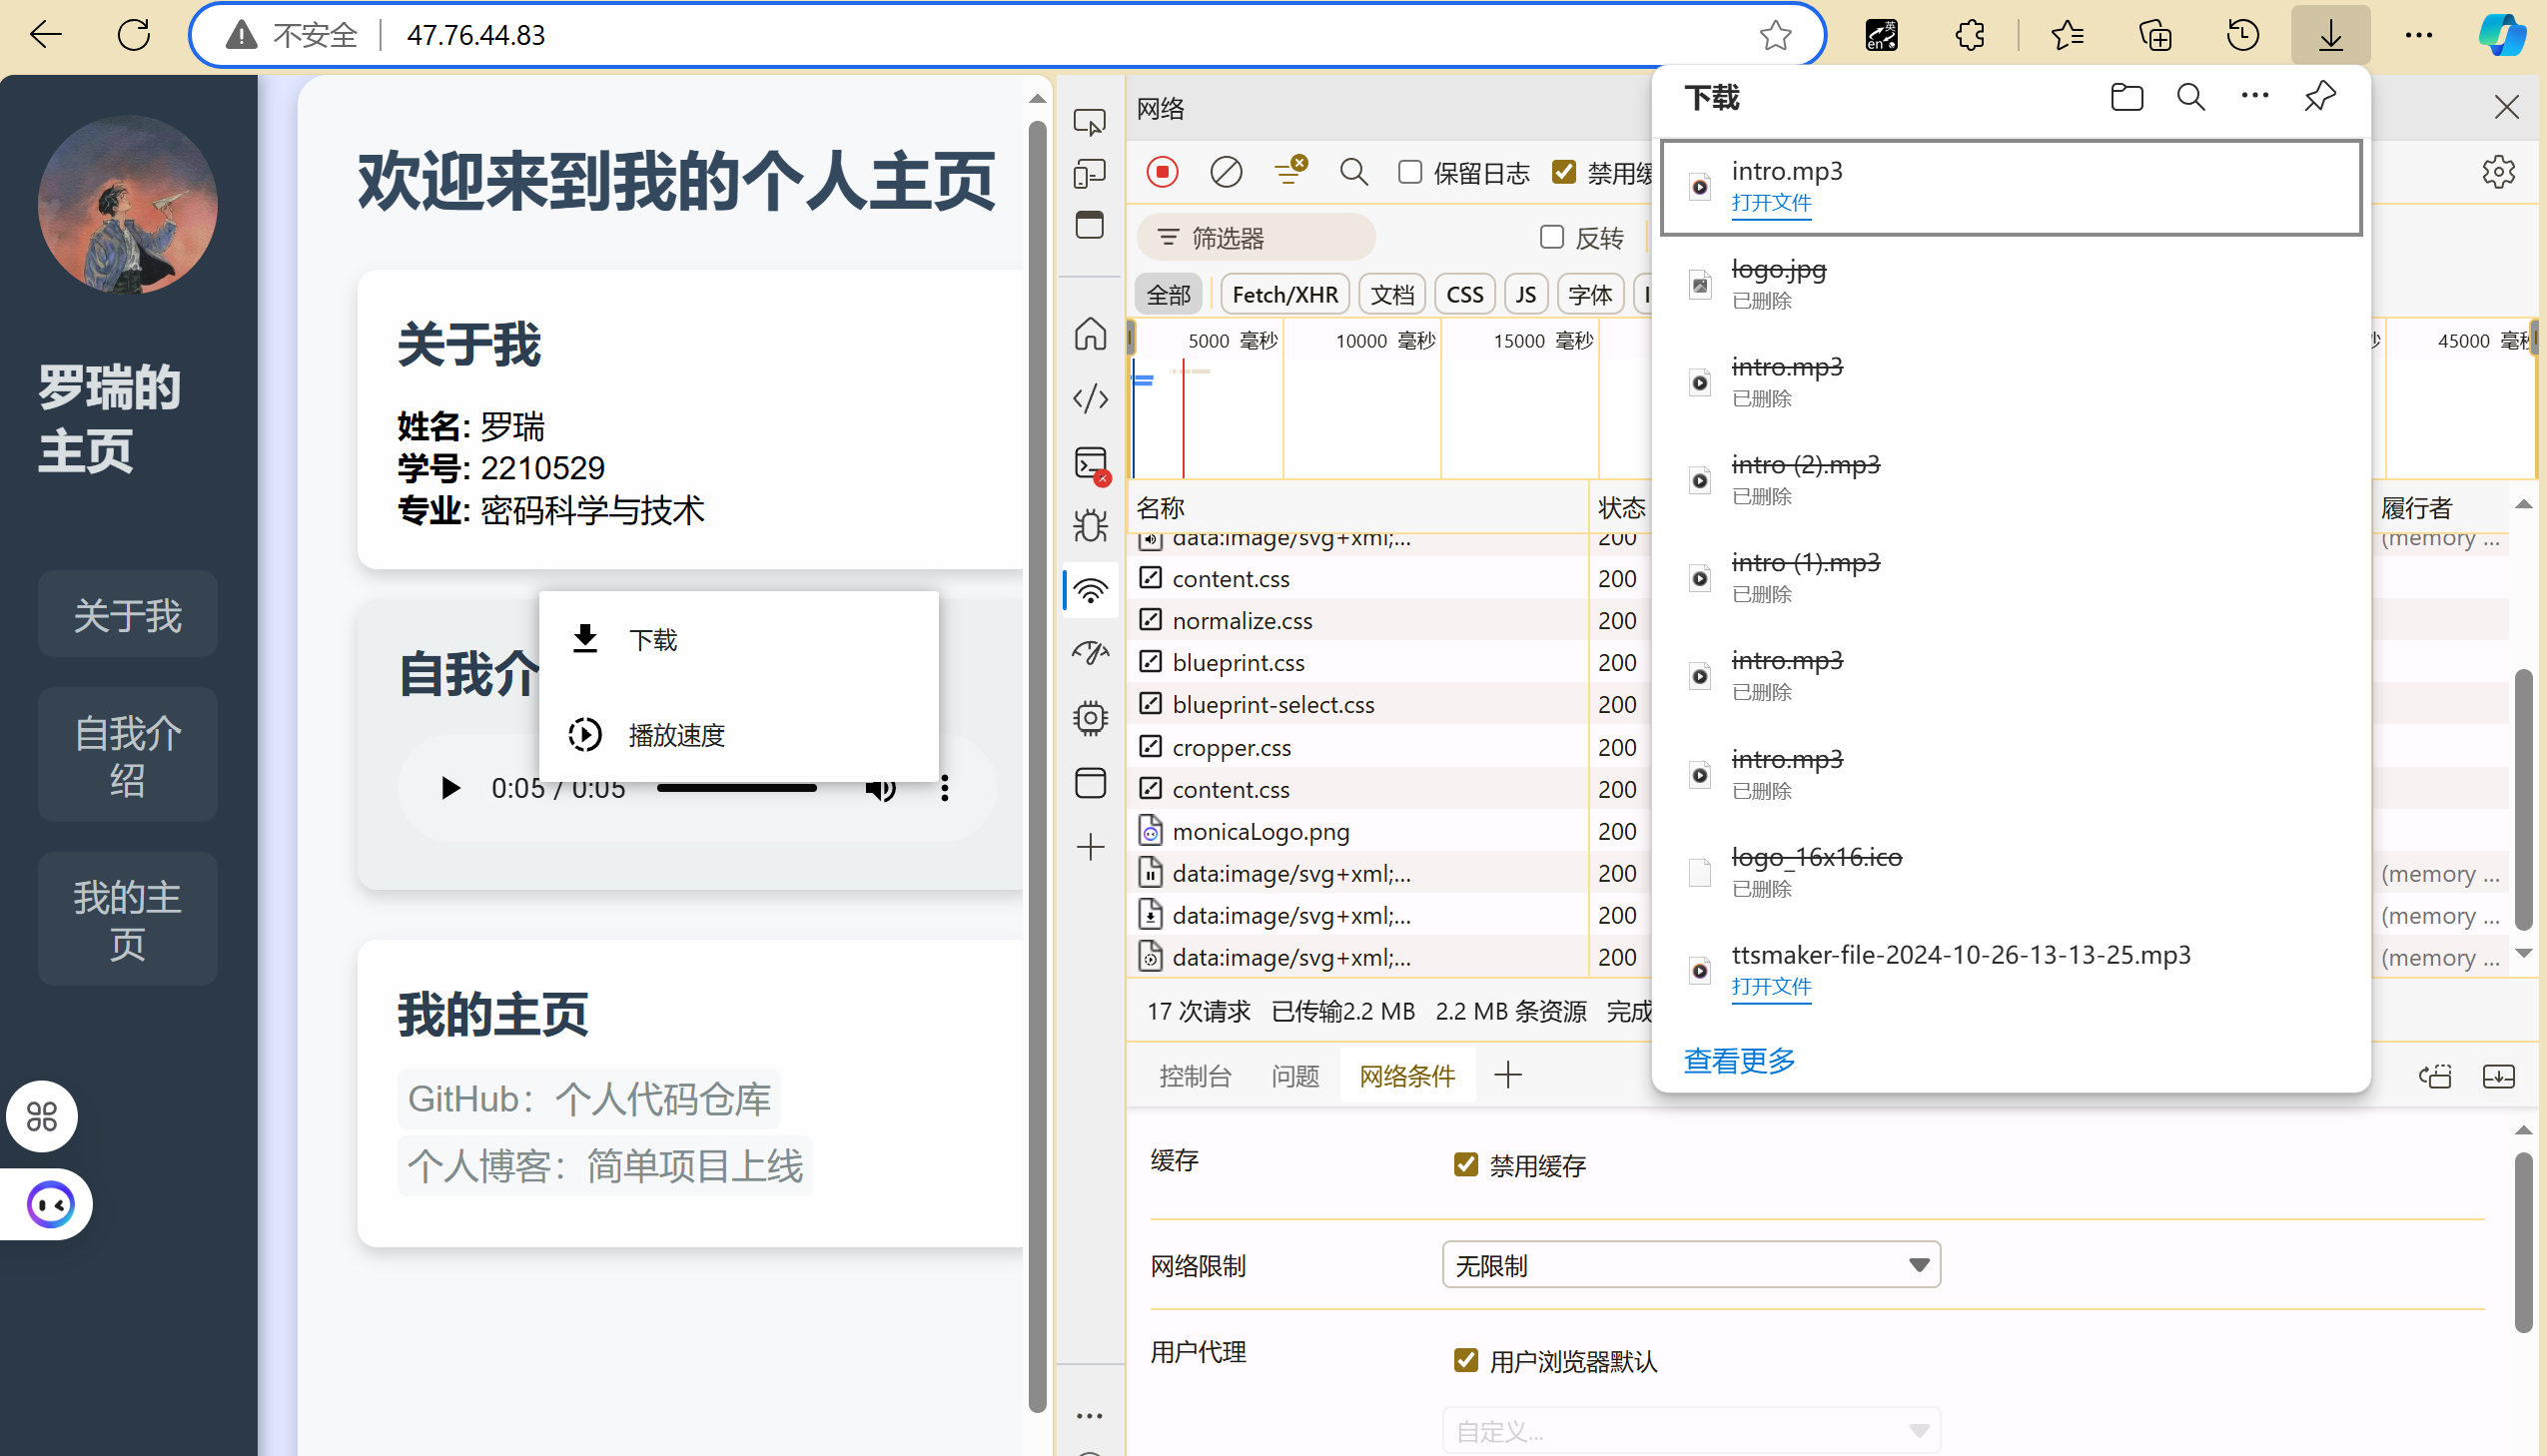 不安全
47.76.44.83
英
en
罗瑞的
主页
关于我
自我介
绍
我的主
页
欢迎来到我的个人主页
关于我
姓名: 罗瑞
学号: 2210529
专业: 密码科学与技术
自我介
下载
播放速度
0:05 / 0:05
我的主页
GitHub：个人代码仓库
个人博客：简单项目上线
网络
保留日志
禁用缓
筛选器
反转
全部
Fetch/XHR
文档
CSS
JS
字体
5000 毫秒
10000 毫秒
15000 毫秒
45000 毫秒
名称
状态
履行者
data:image/svg+xml;... 200 (memory ...
content.css 200
normalize.css 200
blueprint.css 200
blueprint-select.css 200
cropper.css 200
content.css 200
monicaLogo.png 200
data:image/svg+xml;... 200 (memory ...
data:image/svg+xml;... 200 (memory ...
data:image/svg+xml;... 200 (memory ...
17 次请求 已传输2.2 MB 2.2 MB 条资源 完成
控制台
问题
网络条件
缓存
禁用缓存
网络限制
无限制
用户代理
用户浏览器默认
自定义...
下载
intro.mp3
打开文件
logo.jpg
已删除
intro.mp3
已删除
intro (2).mp3
已删除
intro (1).mp3
已删除
intro.mp3
已删除
intro.mp3
已删除
logo_16x16.ico
已删除
ttsmaker-file-2024-10-26-13-13-25.mp3
打开文件
查看更多